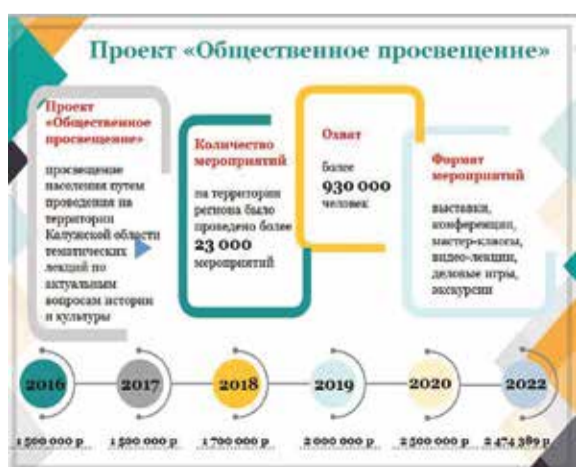 Проект «Общественное просвещение»
Проект
«Общественное
просвещение»
просвещение
населения путем
проведения на
территории
Калужской области
тематических
лекций по
актуальным
вопросам истории
и культуры
Количество
мероприятий
на территории
региона было
проведено более
23 000
мероприятий
Охват
более
930 000
человек
Формат
мероприятий
выставки,
конференции,
мастер-классы,
видео-лекции,
деловые игры,
экскурсии
2016 2017 2018 2019 2020 2022
1 500 000 р 1 500 000 р 1 700 000 р 2 000 000 р 2 500 000 р 2 474 389 р